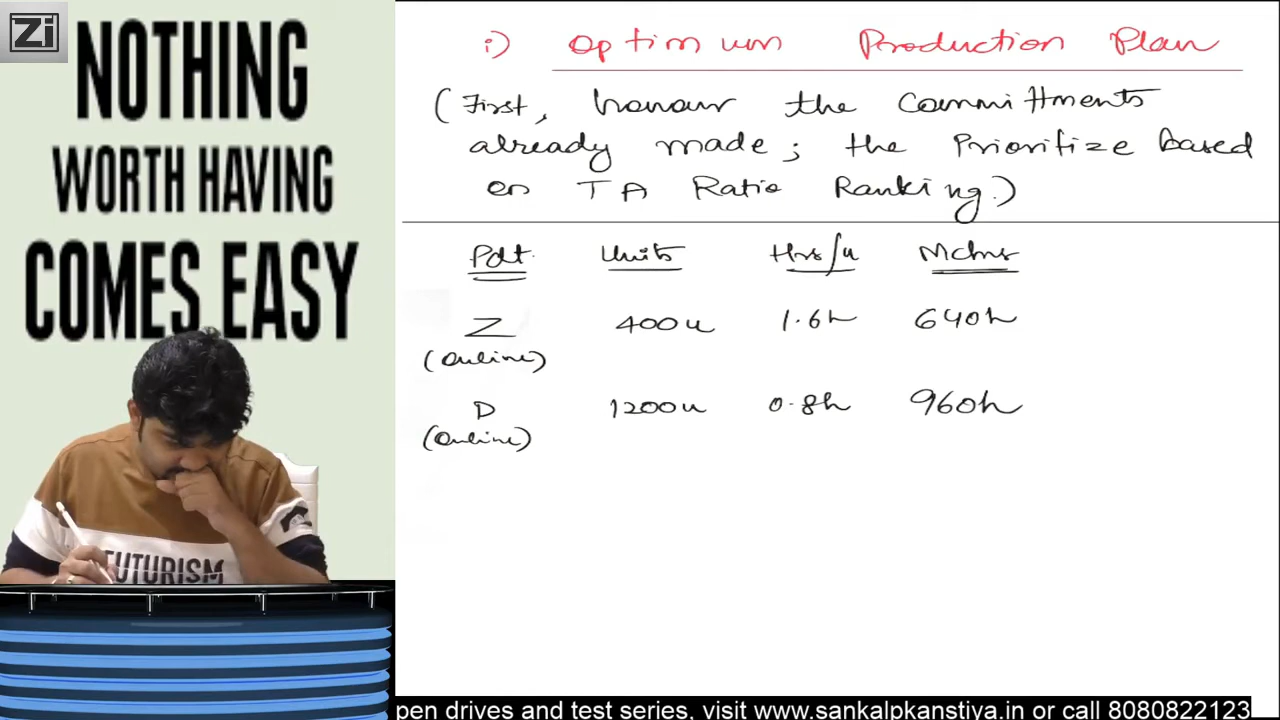 Zi
NOTHING
WORTH HAVING
COMES EASY
FUTURISM
i) Optimum Production Plan
(First, honour the Committments
already made; the Prioritize based
on TA Ratio Ranking.)
Pdt. Units Hrs/u Mchrs
Z 400u 1.6h 640h
(Online)
D 1200u 0.8h 960h
(Online)
pen drives and test series, visit www.sankalpkanstiya.in or call 8080822123